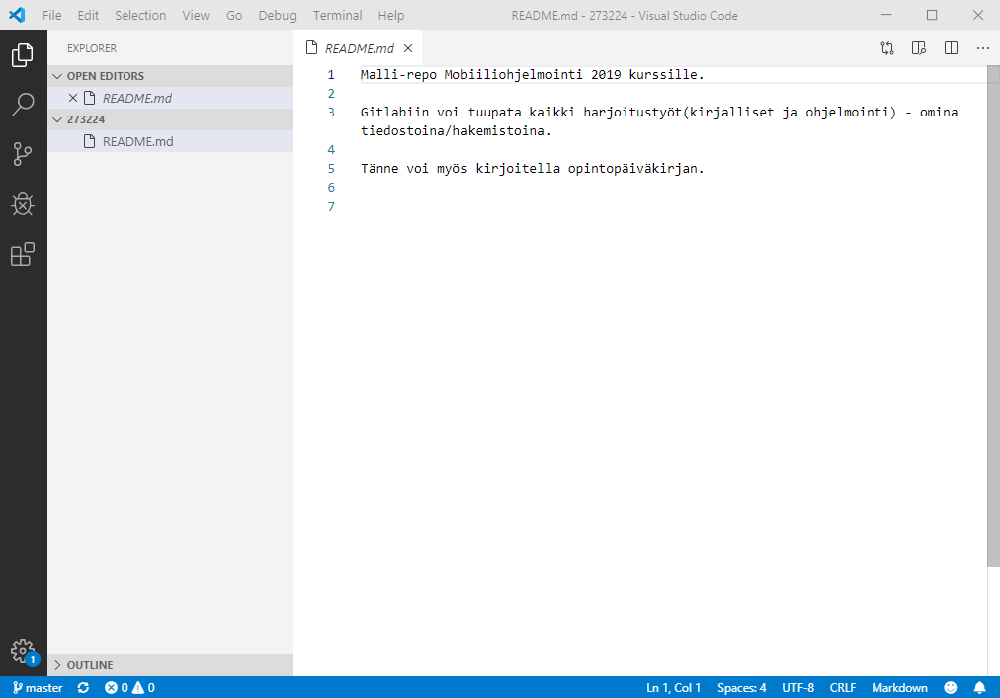 File Edit Selection View Go Debug Terminal Help README.md - 273224 - Visual Studio Code
EXPLORER
README.md
OPEN EDITORS
README.md
273224
README.md
OUTLINE
1 Malli-repo Mobiiliohjelmointi 2019 kurssille.
2
3 Gitlabiin voi tuupata kaikki harjoitustyöt(kirjalliset ja ohjelmointi) - omina
tiedostoina/hakemistoina.
4
5 Tänne voi myös kirjoitella opintopäiväkirjan.
6
7
1
master 0 0 Ln 1, Col 1 Spaces: 4 UTF-8 CRLF Markdown